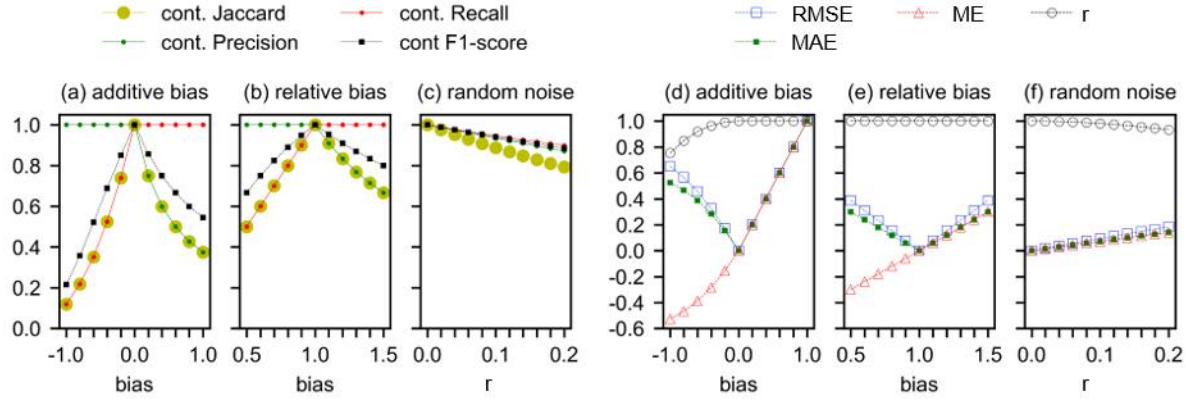 cont. Jaccard
cont. Recall
cont. Precision
cont F1-score
RMSE
ME
r
MAE
(a) additive bias
(b) relative bias
(c) random noise
(d) additive bias
(e) relative bias
(f) random noise
1.0
0.8
0.6
0.4
0.2
0.0
-1.0 0.0 1.0
0.5 1.0 1.5
0.0 0.1 0.2
bias
bias
r
1.0
0.8
0.6
0.4
0.2
0.0
-0.2
-0.4
-0.6
-1.0 0.0 1.0
0.5 1.0 1.5
0.0 0.1 0.2
bias
bias
r